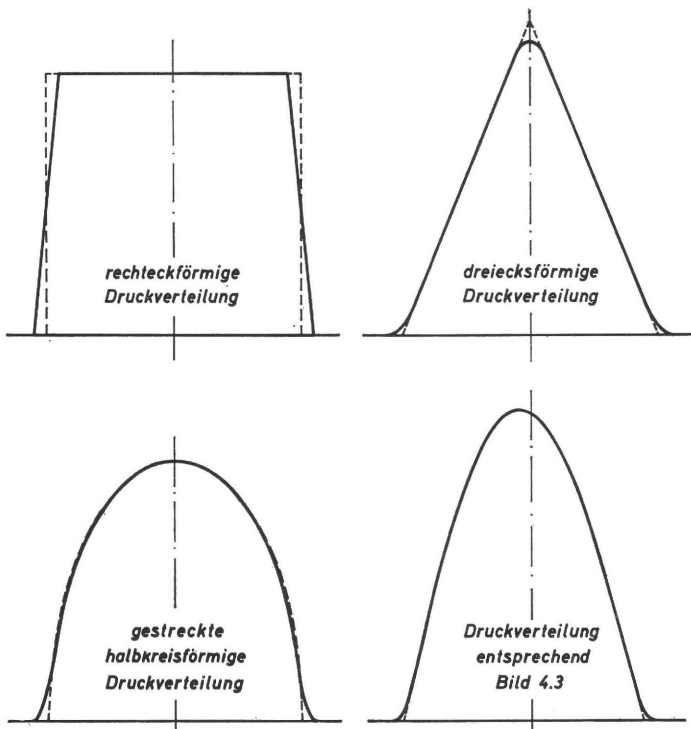 rechteckförmige
Druckverteilung
dreiecksförmige
Druckverteilung
gestreckte
halbkreisförmige
Druckverteilung
Druckverteilung
entsprechend
Bild 4.3